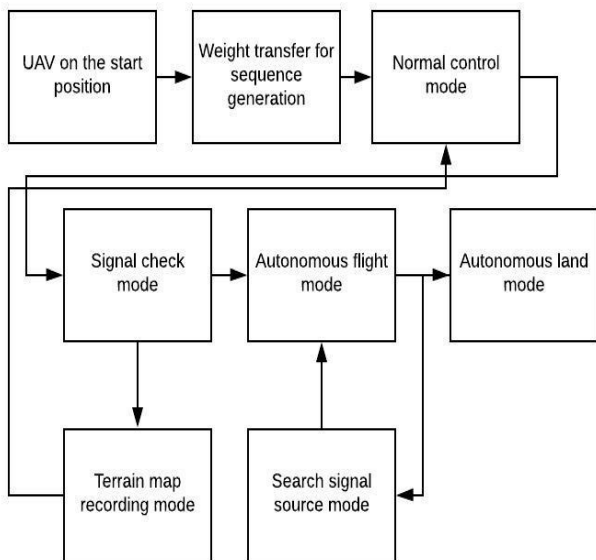 UAV on the start
position
Weight transfer for
sequence
generation
Normal control
mode
Signal check
mode
Autonomous flight
mode
Autonomous land
mode
Terrain map
recording mode
Search signal
source mode